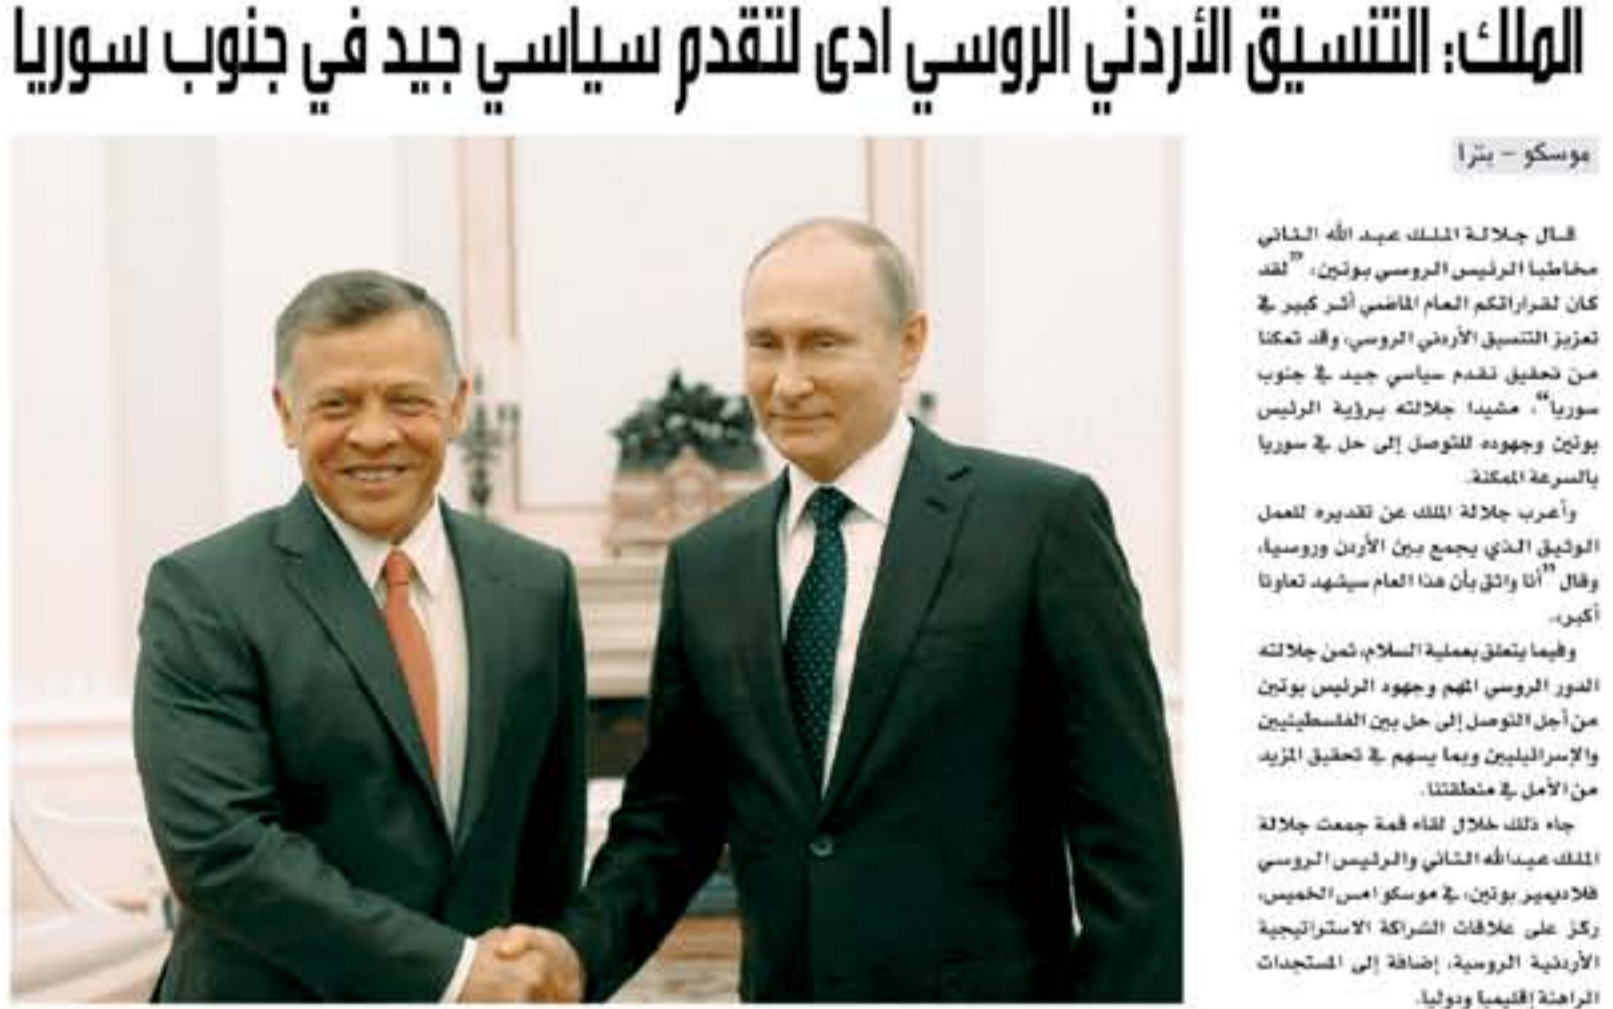 الملك: التنسيق الأردني الروسي ادى لتقدم سياسي جيد في جنوب سوريا
موسكو - بترا
قال جلالة الملك عبد الله الثاني
مخاطبا الرئيس الروسي بوتين، "لقد
كان لقراراتكم العام الماضي أثر كبير في
تعزيز التنسيق الأردني الروسي، وقد تمكنا
من تحقيق تقدم سياسي جيد في جنوب
سوريا"، مشيدا جلالته برؤية الرئيس
بوتين وجهوده للتوصل إلى حل في سوريا
بالسرعة الممكنة.
وأعرب جلالة الملك عن تقديره للعمل
الوثيق الذي يجمع بين الأردن وروسيا،
وقال "أنا واثق بأن هذا العام سيشهد تعاونا
أكبر».
وفيما يتعلق بعملية السلام، ثمن جلالته
الدور الروسي المهم وجهود الرئيس بوتين
من أجل التوصل إلى حل بين الفلسطينيين
والإسرائيليين وبما يسهم في تحقيق المزيد
من الأمل في منطقتنا.
جاء ذلك خلال لقاء قمة جمعت جلالة
الملك عبدالله الثاني والرئيس الروسي
فلاديمير بوتين، في موسكو امس الخميس،
ركز على علاقات الشراكة الاستراتيجية
الأردنية الروسية، إضافة إلى المستجدات
الراهنة إقليميا ودوليا.